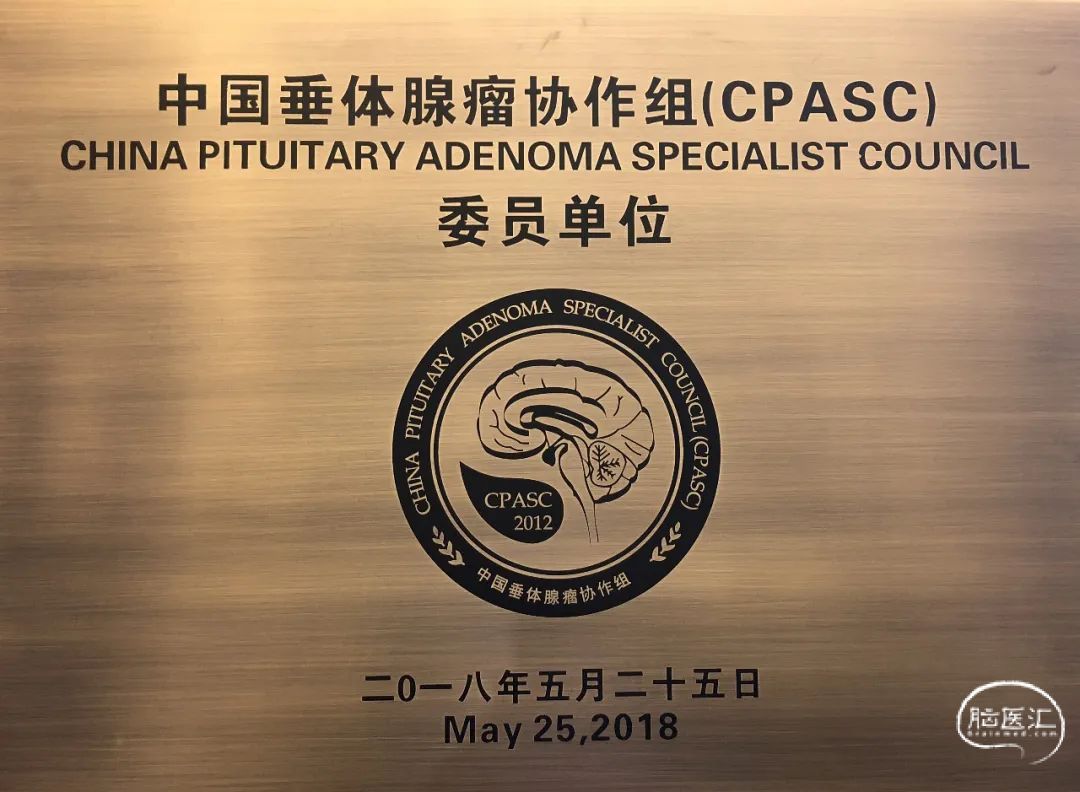 中国垂体腺瘤协作组(CPASC)
CHINA PITUITARY ADENOMA SPECIALIST COUNCIL
委员单位
CHINA PITUITARY ADENOMA SPECIALIST COUNCIL (CPASC)
CPASC
2012
中国垂体腺瘤协作组
二0一八年五月二十五日
May 25,2018
脑医汇
Brainmed.com